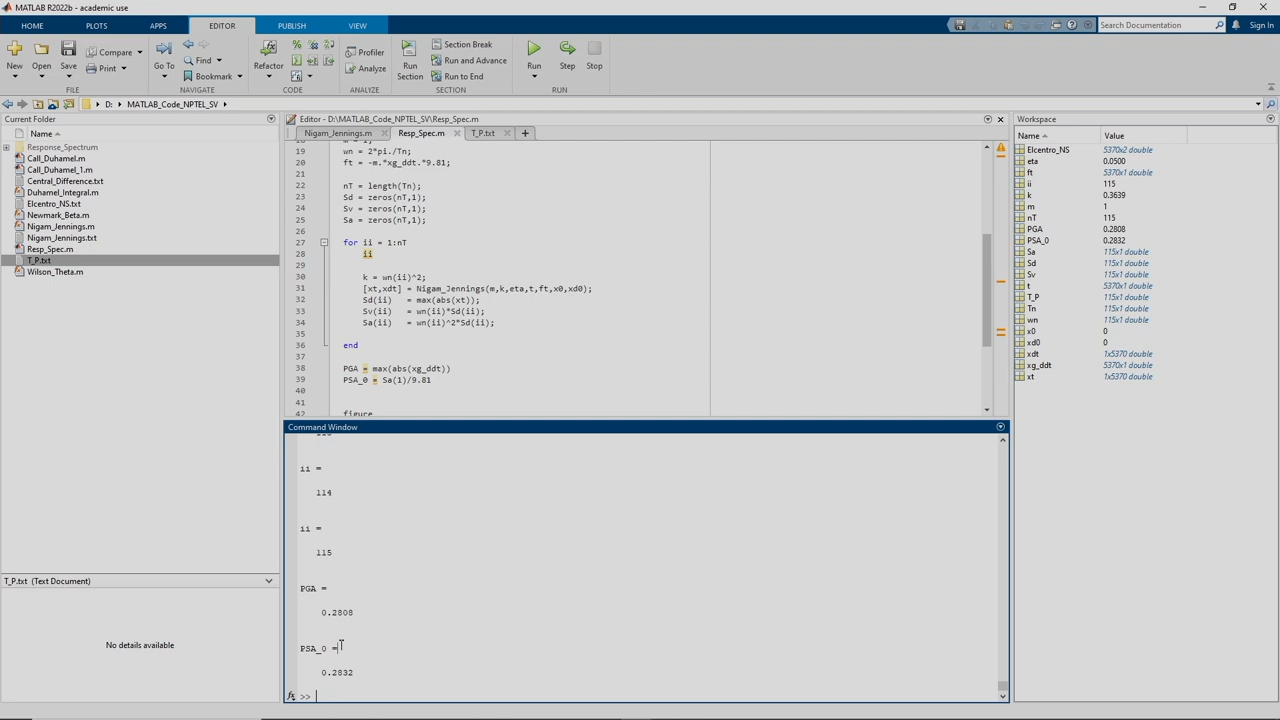 MATLAB R2022b - academic use
HOME PLOTS APPS EDITOR PUBLISH VIEW
Search Documentation
Sign In
New Open Save Compare Print
Go To Find Bookmark
Refactor
Profiler Analyze
Run Section
Section Break
Run and Advance
Run to End
Run Step Stop
FILE NAVIGATE CODE ANALYZE SECTION RUN
D: MATLAB_Code_NPTEL_SV
Current Folder
Name
Response_Spectrum
Call_Duhamel.m
Call_Duhamel_1.m
Central_Difference.txt
Duhamel_Integral.m
Elcentro_NS.txt
Newmark_Beta.m
Nigam_Jennings.m
Nigam_Jennings.txt
Resp_Spec.m
T_P.txt
Wilson_Theta.m
T_P.txt (Text Document)
No details available
Editor - D:\MATLAB_Code_NPTEL_SV\Resp_Spec.m
Nigam_Jennings.m Resp_Spec.m T_P.txt
19 wn = 2*pi./Tn;
20 ft = -m.*xg_ddt.*9.81;
21
22 nT = length(Tn);
23 Sd = zeros(nT,1);
24 Sv = zeros(nT,1);
25 Sa = zeros(nT,1);
26
27 for ii = 1:nT
28 ii
29
30 k = wn(ii)^2;
31 [xt,xdt] = Nigam_Jennings(m,k,eta,t,ft,x0,xd0);
32 Sd(ii) = max(abs(xt));
33 Sv(ii) = wn(ii)*Sd(ii);
34 Sa(ii) = wn(ii)^2*Sd(ii);
35
36 end
37
38 PGA = max(abs(xg_ddt))
39 PSA_0 = Sa(1)/9.81
40
41
42 figure
Command Window
ii =
114
ii =
115
PGA =
0.2808
PSA_0 =
0.2832
fx >>
Workspace
Name Value
Elcentro_NS 5370x2 double
eta 0.0500
ft 5370x1 double
ii 115
k 0.3639
m 1
nT 115
PGA 0.2808
PSA_0 0.2832
Sa 115x1 double
Sd 115x1 double
Sv 115x1 double
t 5370x1 double
T_P 115x1 double
Tn 115x1 double
wn 115x1 double
x0 0
xd0 0
xdt 1x5370 double
xg_ddt 5370x1 double
xt 1x5370 double